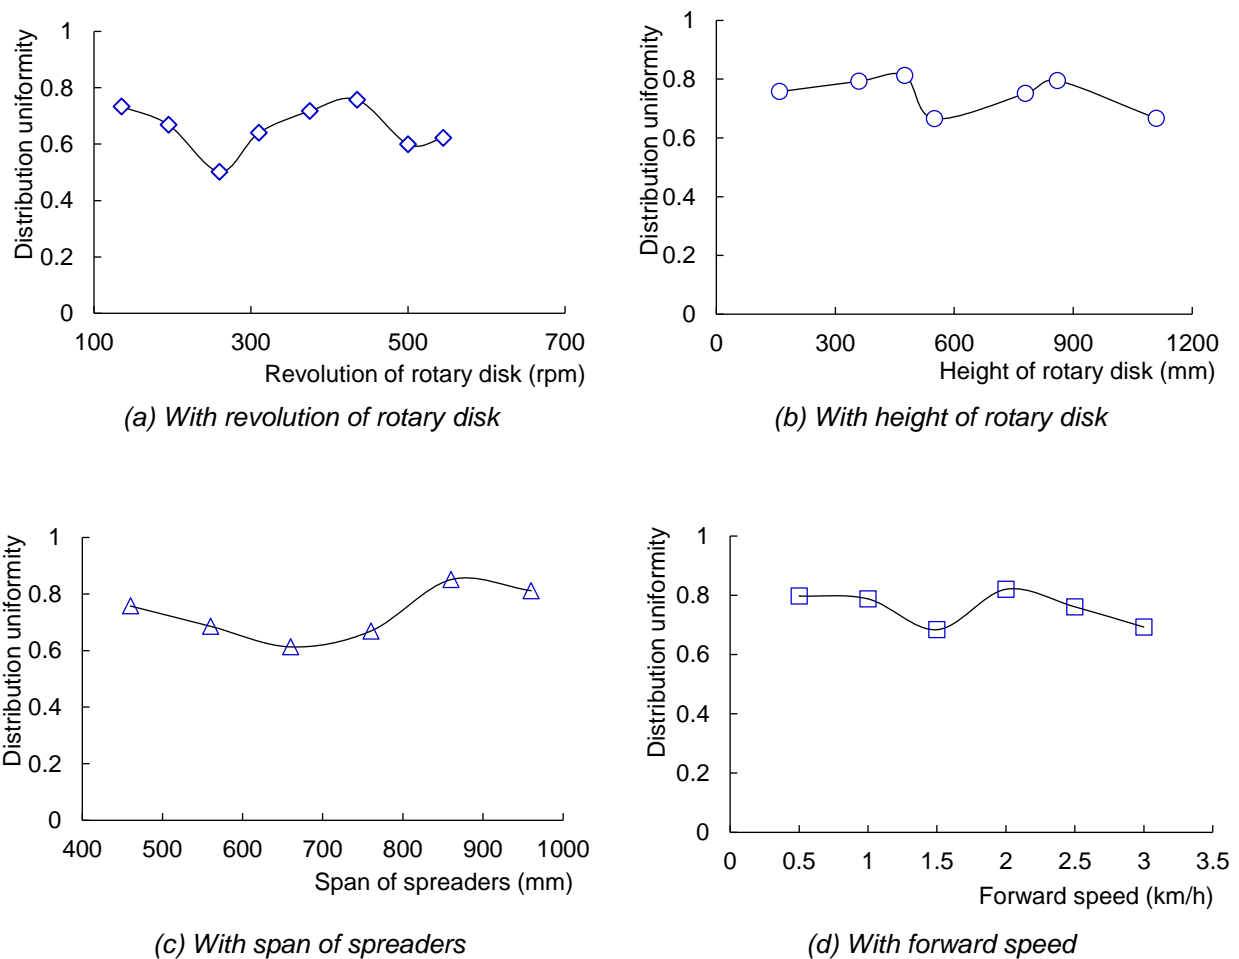 Distribution uniformity
1
0.8
0.6
0.4
0.2
0
100 300 500 700
Revolution of rotary disk (rpm)
(a) With revolution of rotary disk
Distribution uniformity
1
0.8
0.6
0.4
0.2
0
0 300 600 900 1200
Height of rotary disk (mm)
(b) With height of rotary disk
Distribution uniformity
1
0.8
0.6
0.4
0.2
0
400 500 600 700 800 900 1000
Span of spreaders (mm)
(c) With span of spreaders
Distribution uniformity
1
0.8
0.6
0.4
0.2
0
0 0.5 1 1.5 2 2.5 3 3.5
Forward speed (km/h)
(d) With forward speed